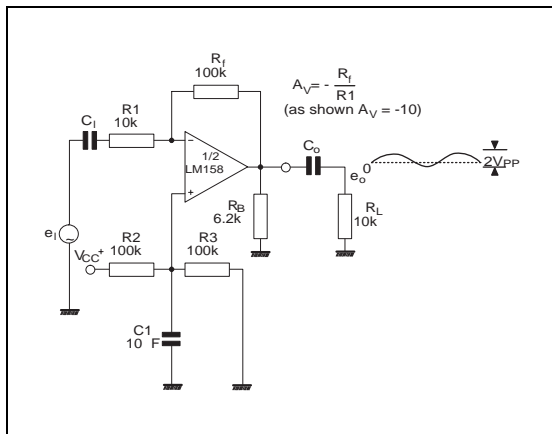 Rf
100k
AV = - Rf
R1
(as shown AV = -10)
CI
R1
10k
1/2
LM158
−
+
Co
eo
0
2VPP
RB
6.2k
RL
10k
eI
~
VCC+
R2
100k
R3
100k
C1
10 F